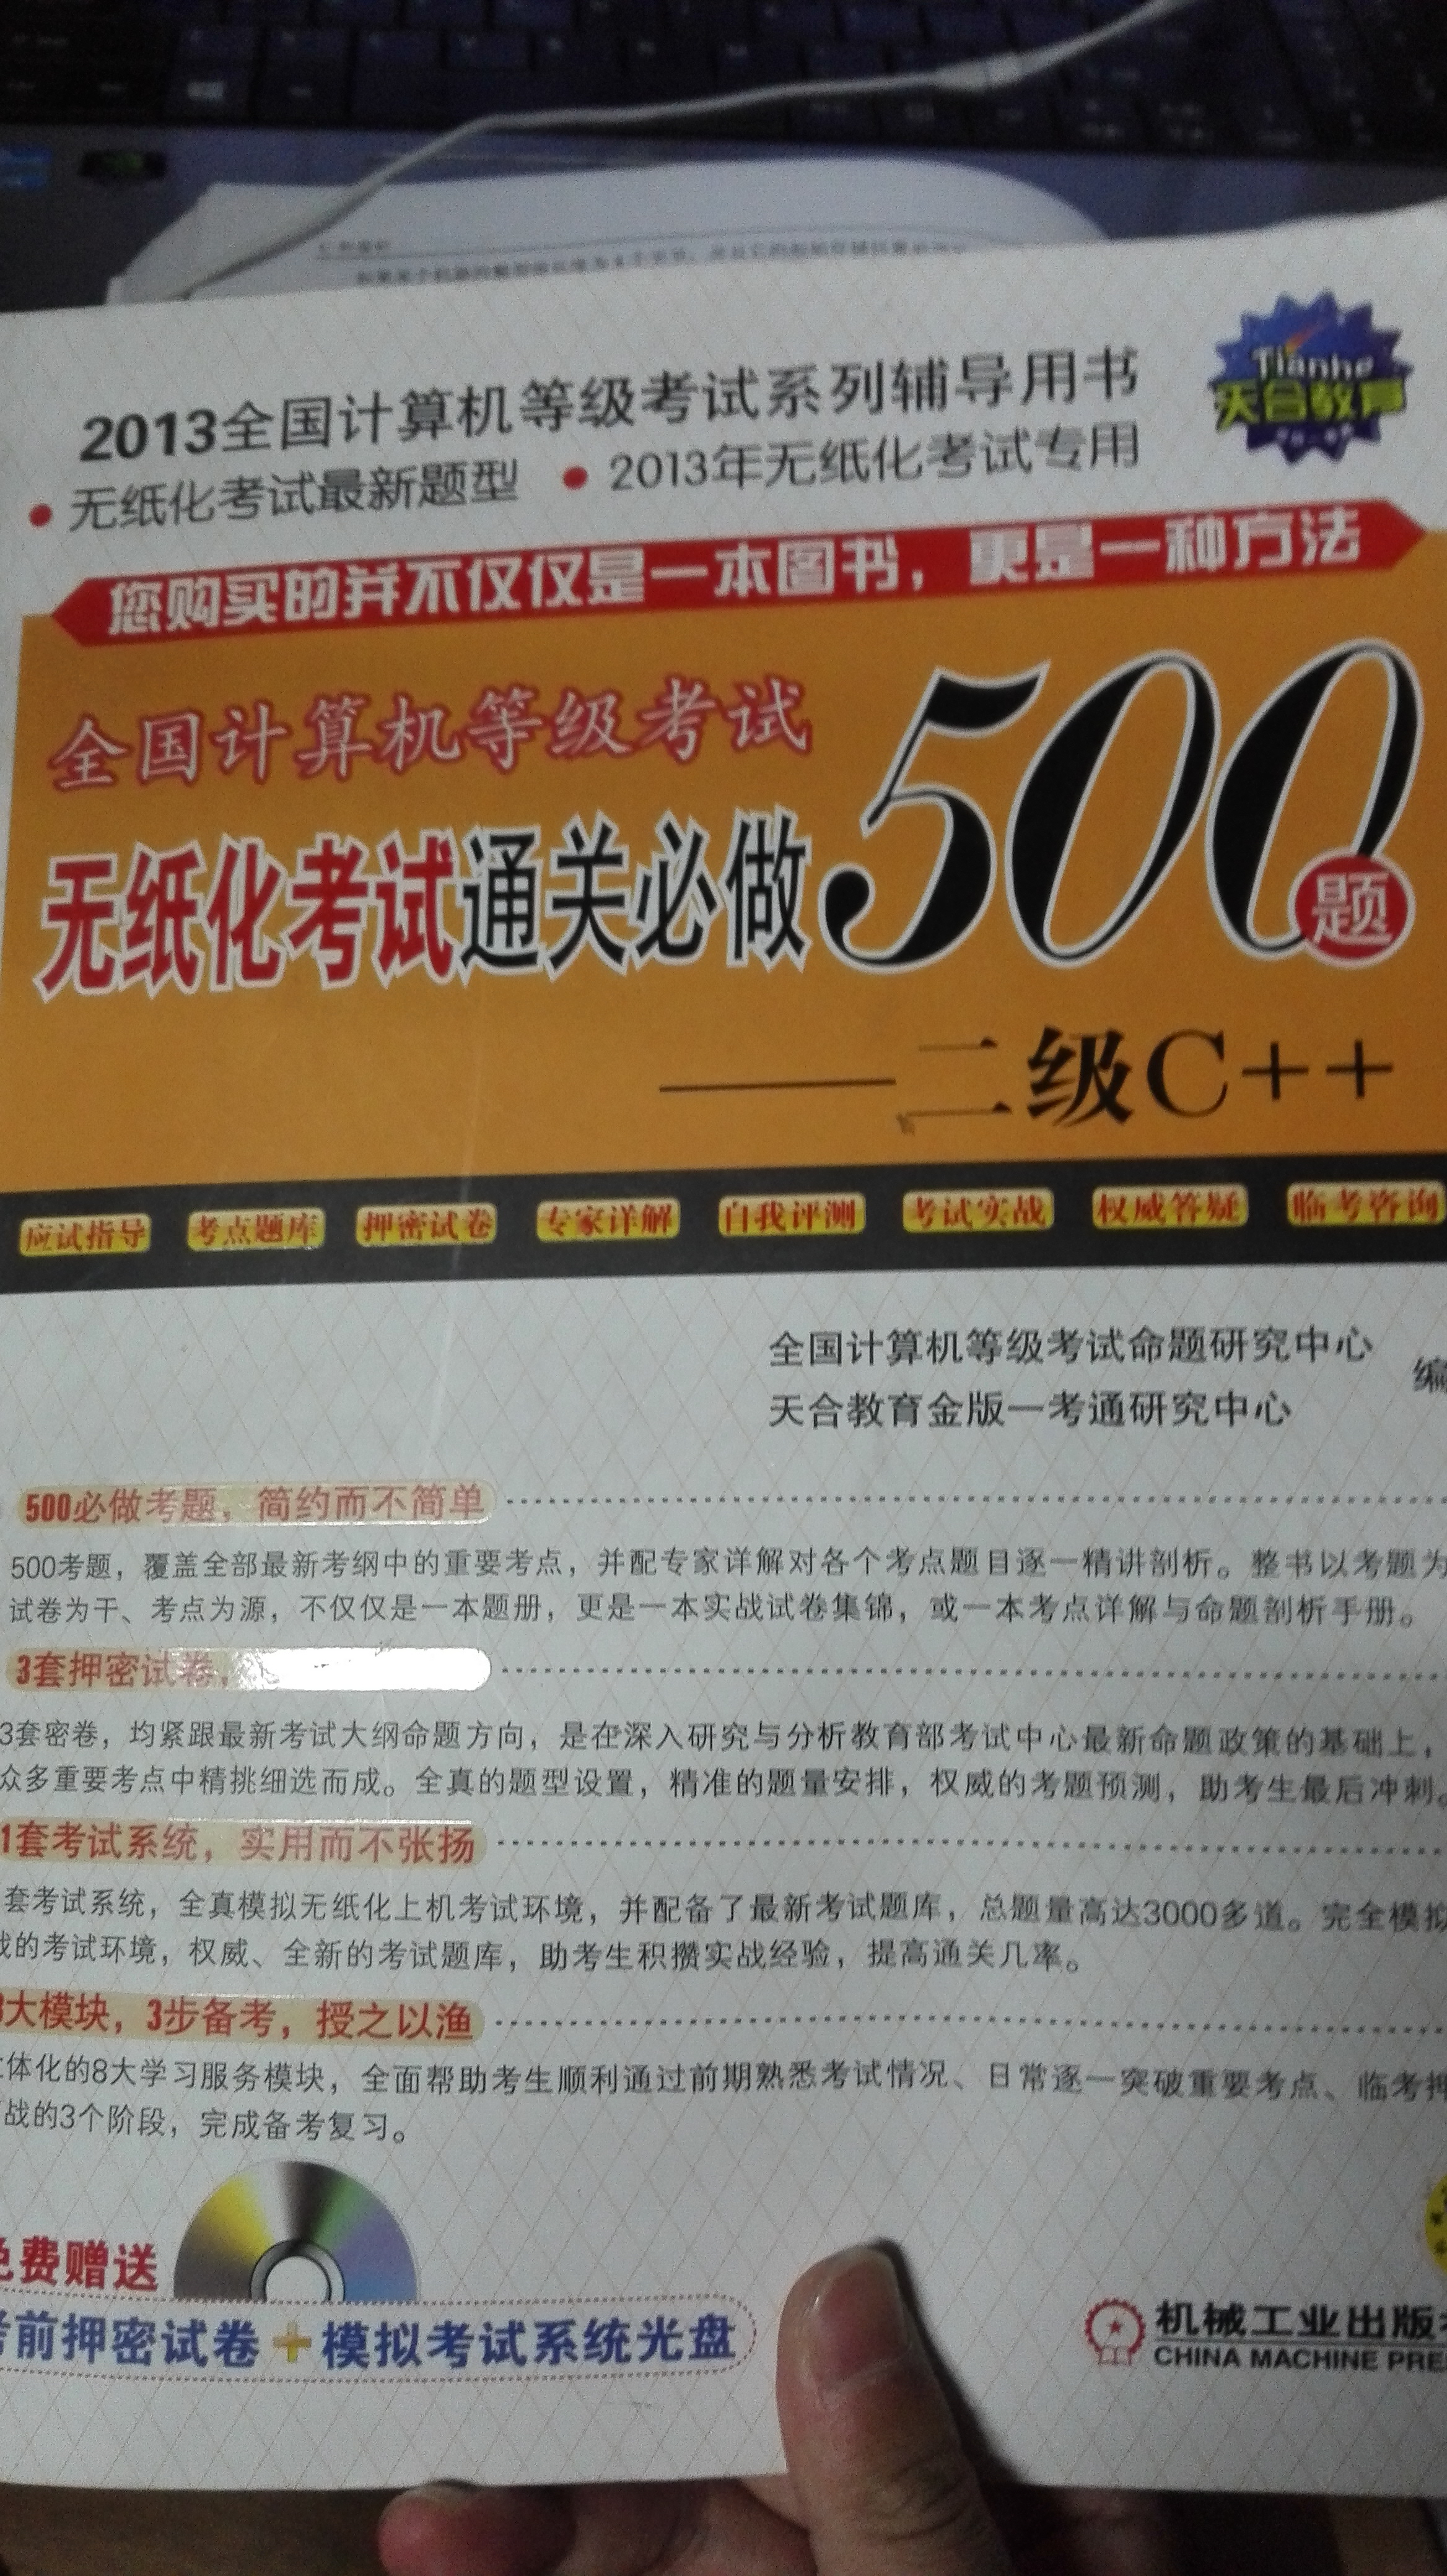 Tianhe
天合教育
2013全国计算机等级考试系列辅导用书
• 无纸化考试最新题型 • 2013年无纸化考试专用
您购买的并不仅仅是一本图书，更是一种方法
全国计算机等级考试
无纸化考试通关必做500题
——二级C++
应试指导 考点题库 押密试卷 专家详解 自我评测 考试实战 权威答疑 临考咨询
全国计算机等级考试命题研究中心
天合教育金版一考通研究中心
编
500必做考题，简约而不简单
500考题，覆盖全部最新考纲中的重要考点，并配专家详解对各个考点题目逐一精讲剖析。整书以考题为
试卷为干、考点为源，不仅仅是一本题册，更是一本实战试卷集锦，或一本考点详解与命题剖析手册。
3套押密试卷，
3套密卷，均紧跟最新考试大纲命题方向，是在深入研究与分析教育部考试中心最新命题政策的基础上，
众多重要考点中精挑细选而成。全真的题型设置，精准的题量安排，权威的考题预测，助考生最后冲刺。
1套考试系统，实用而不张扬
套考试系统，全真模拟无纸化上机考试环境，并配备了最新考试题库，总题量高达3000多道。完全模拟
的考试环境，权威、全新的考试题库，助考生积攒实战经验，提高通关几率。
8大模块，3步备考，授之以渔
体化的8大学习服务模块，全面帮助考生顺利通过前期熟悉考试情况、日常逐一突破重要考点、临考押
战的3个阶段，完成备考复习。
免费赠送
考前押密试卷+模拟考试系统光盘
机械工业出版社
CHINA MACHINE PRE